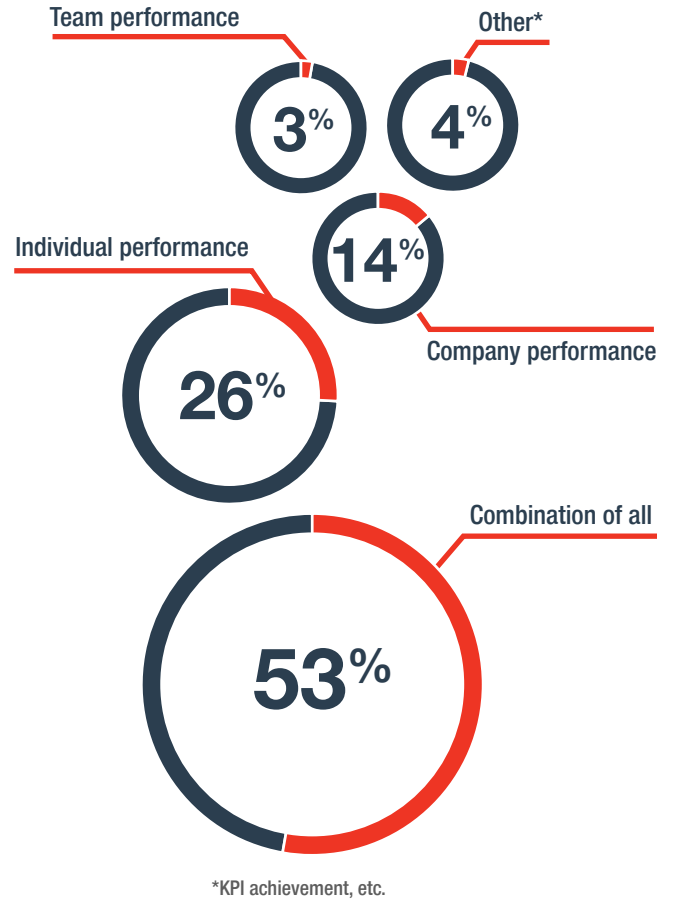 Team performance
3%
Other*
4%
14%
Company performance
Individual performance
26%
Combination of all
53%
*KPI achievement, etc.